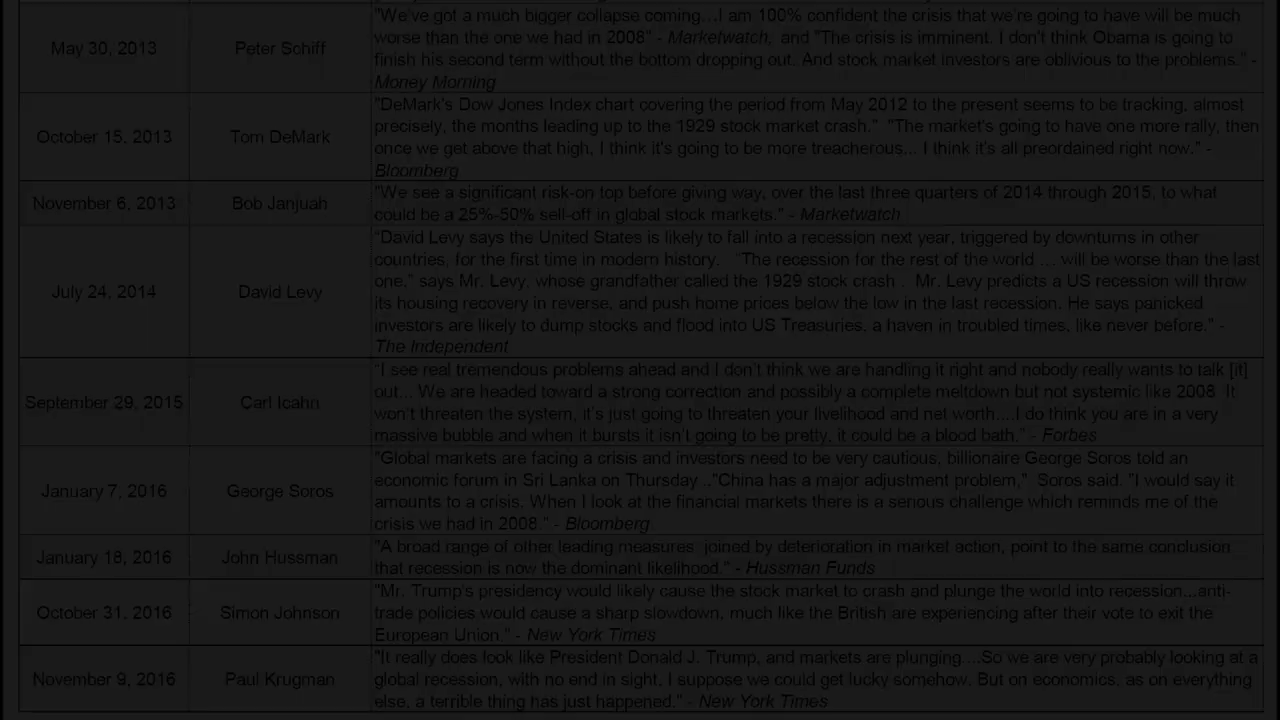 "We've got a much bigger collapse coming...I am 100% confident the crisis that we're going to have will be much
May 30, 2013 Peter Schiff worse than the one we had in 2008" - Marketwatch, and "The crisis is imminent. I don't think Obama is going to
finish his second term without the bottom dropping out. And stock market investors are oblivious to the problems." -
Money Morning
"DeMark's Dow Jones Index chart covering the period from May 2012 to the present seems to be tracking, almost
October 15, 2013 Tom DeMark precisely, the months leading up to the 1929 stock market crash." "The market's going to have one more rally, then
once we get above that high, I think it's going to be more treacherous... I think it's all preordained right now." -
Bloomberg
November 6, 2013 Bob Janjuah "We see a significant risk-on top before giving way, over the last three quarters of 2014 through 2015, to what
could be a 25%-50% sell-off in global stock markets." - Marketwatch
"David Levy says the United States is likely to fall into a recession next year, triggered by downturns in other
countries, for the first time in modern history. "The recession for the rest of the world ... will be worse than the last
July 24, 2014 David Levy one," says Mr. Levy, whose grandfather called the 1929 stock crash . Mr. Levy predicts a US recession will throw
its housing recovery in reverse, and push home prices below the low in the last recession. He says panicked
investors are likely to dump stocks and flood into US Treasuries, a haven in troubled times, like never before." -
The Independent
"I see real tremendous problems ahead and I don't think we are handling it right and nobody really wants to talk [it]
September 29, 2015 Carl Icahn out... We are headed toward a strong correction and possibly a complete meltdown but not systemic like 2008. It
won't threaten the system, it's just going to threaten your livelihood and net worth....I do think you are in a very
massive bubble and when it bursts it isn't going to be pretty, it could be a blood bath." - Forbes
"Global markets are facing a crisis and investors need to be very cautious, billionaire George Soros told an
January 7, 2016 George Soros economic forum in Sri Lanka on Thursday .."China has a major adjustment problem," Soros said. "I would say it
amounts to a crisis. When I look at the financial markets there is a serious challenge which reminds me of the
crisis we had in 2008." - Bloomberg
January 18, 2016 John Hussman "A broad range of other leading measures, joined by deterioration in market action, point to the same conclusion
that recession is now the dominant likelihood." - Hussman Funds
"Mr. Trump's presidency would likely cause the stock market to crash and plunge the world into recession...anti-
October 31, 2016 Simon Johnson trade policies would cause a sharp slowdown, much like the British are experiencing after their vote to exit the
European Union." - New York Times
"It really does look like President Donald J. Trump, and markets are plunging....So we are very probably looking at a
November 9, 2016 Paul Krugman global recession, with no end in sight, I suppose we could get lucky somehow. But on economics, as on everything
else, a terrible thing has just happened." - New York Times